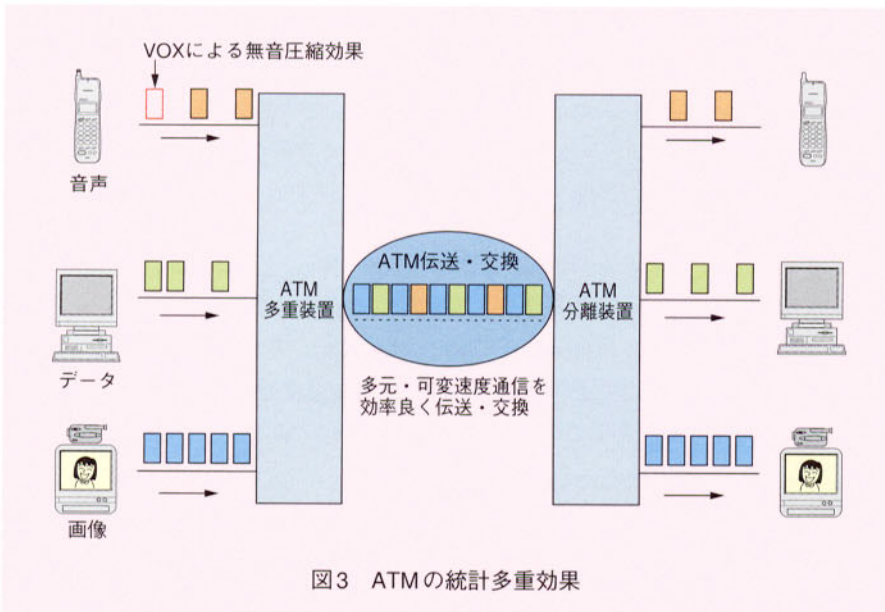 VOXによる無音圧縮効果
音声
ATM
多重装置
ATM伝送・交換
ATM
分離装置
データ
多元・可変速度通信を
効率良く伝送・交換
画像
図3 ATMの統計多重効果